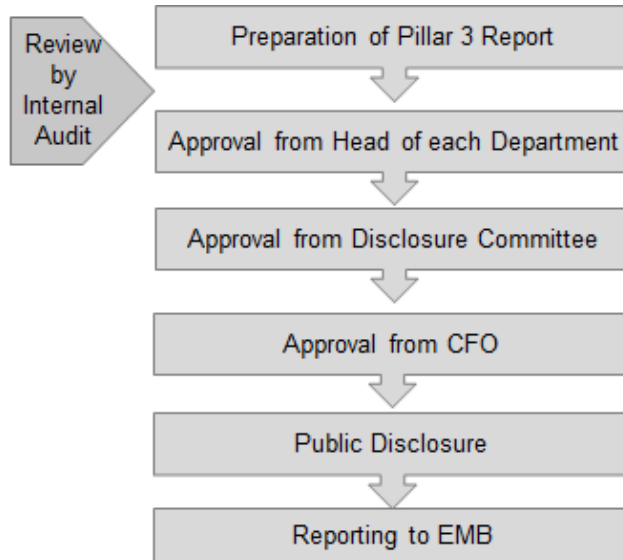 Review
by
Internal
Audit
Preparation of Pillar 3 Report
Approval from Head of each Department
Approval from Disclosure Committee
Approval from CFO
Public Disclosure
Reporting to EMB